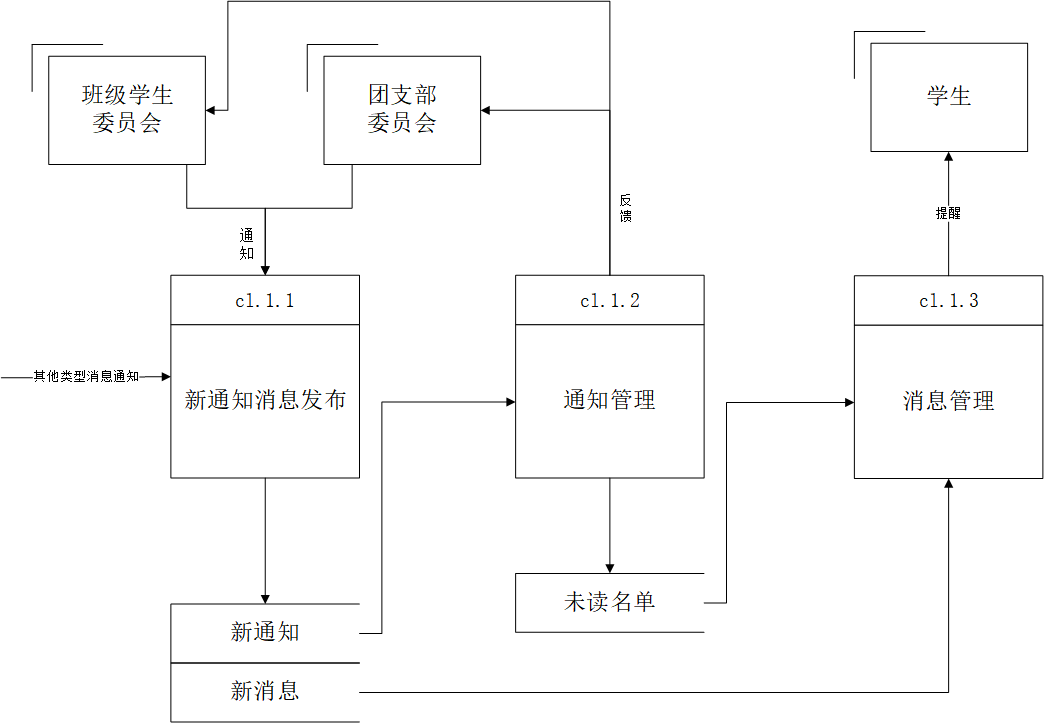 班级学生
委员会
团支部
委员会
学生
反
馈
提醒
通
知
cl.1.1
cl.1.2
cl.1.3
其他类型消息通知
新通知消息发布
通知管理
消息管理
未读名单
新通知
新消息